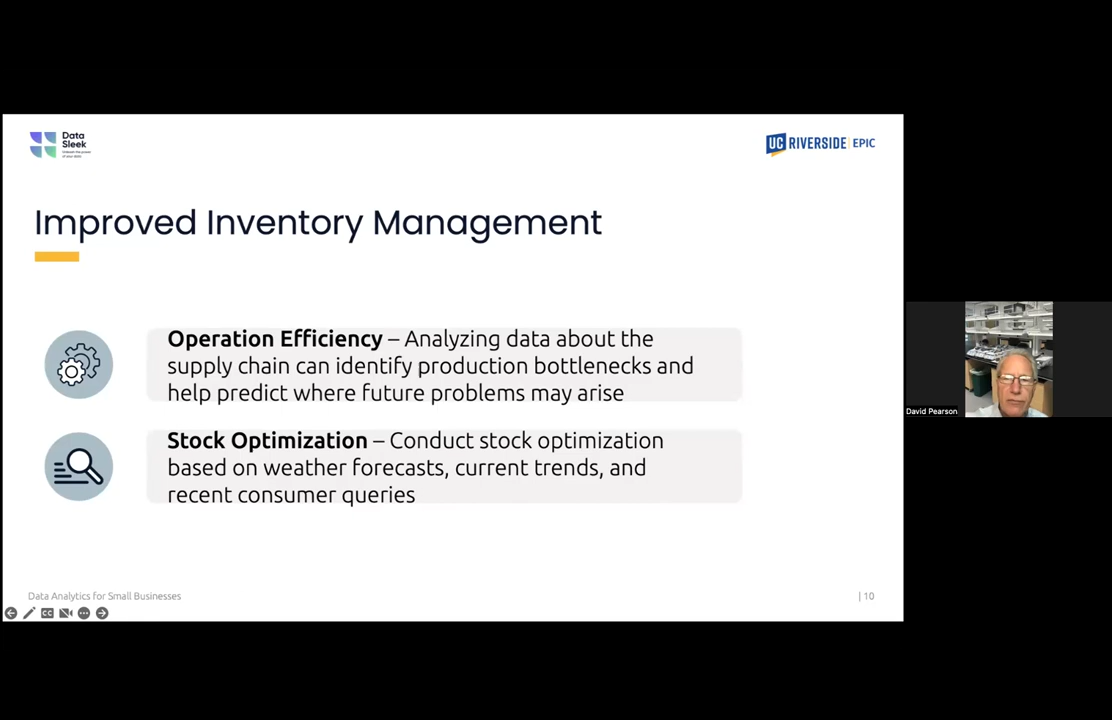 Data
Sleek
UC RIVERSIDE | EPIC
Improved Inventory Management
Operation Efficiency – Analyzing data about the
supply chain can identify production bottlenecks and
help predict where future problems may arise
Stock Optimization – Conduct stock optimization
based on weather forecasts, current trends, and
recent consumer queries
David Pearson
Data Analytics for Small Businesses
| 10
CC